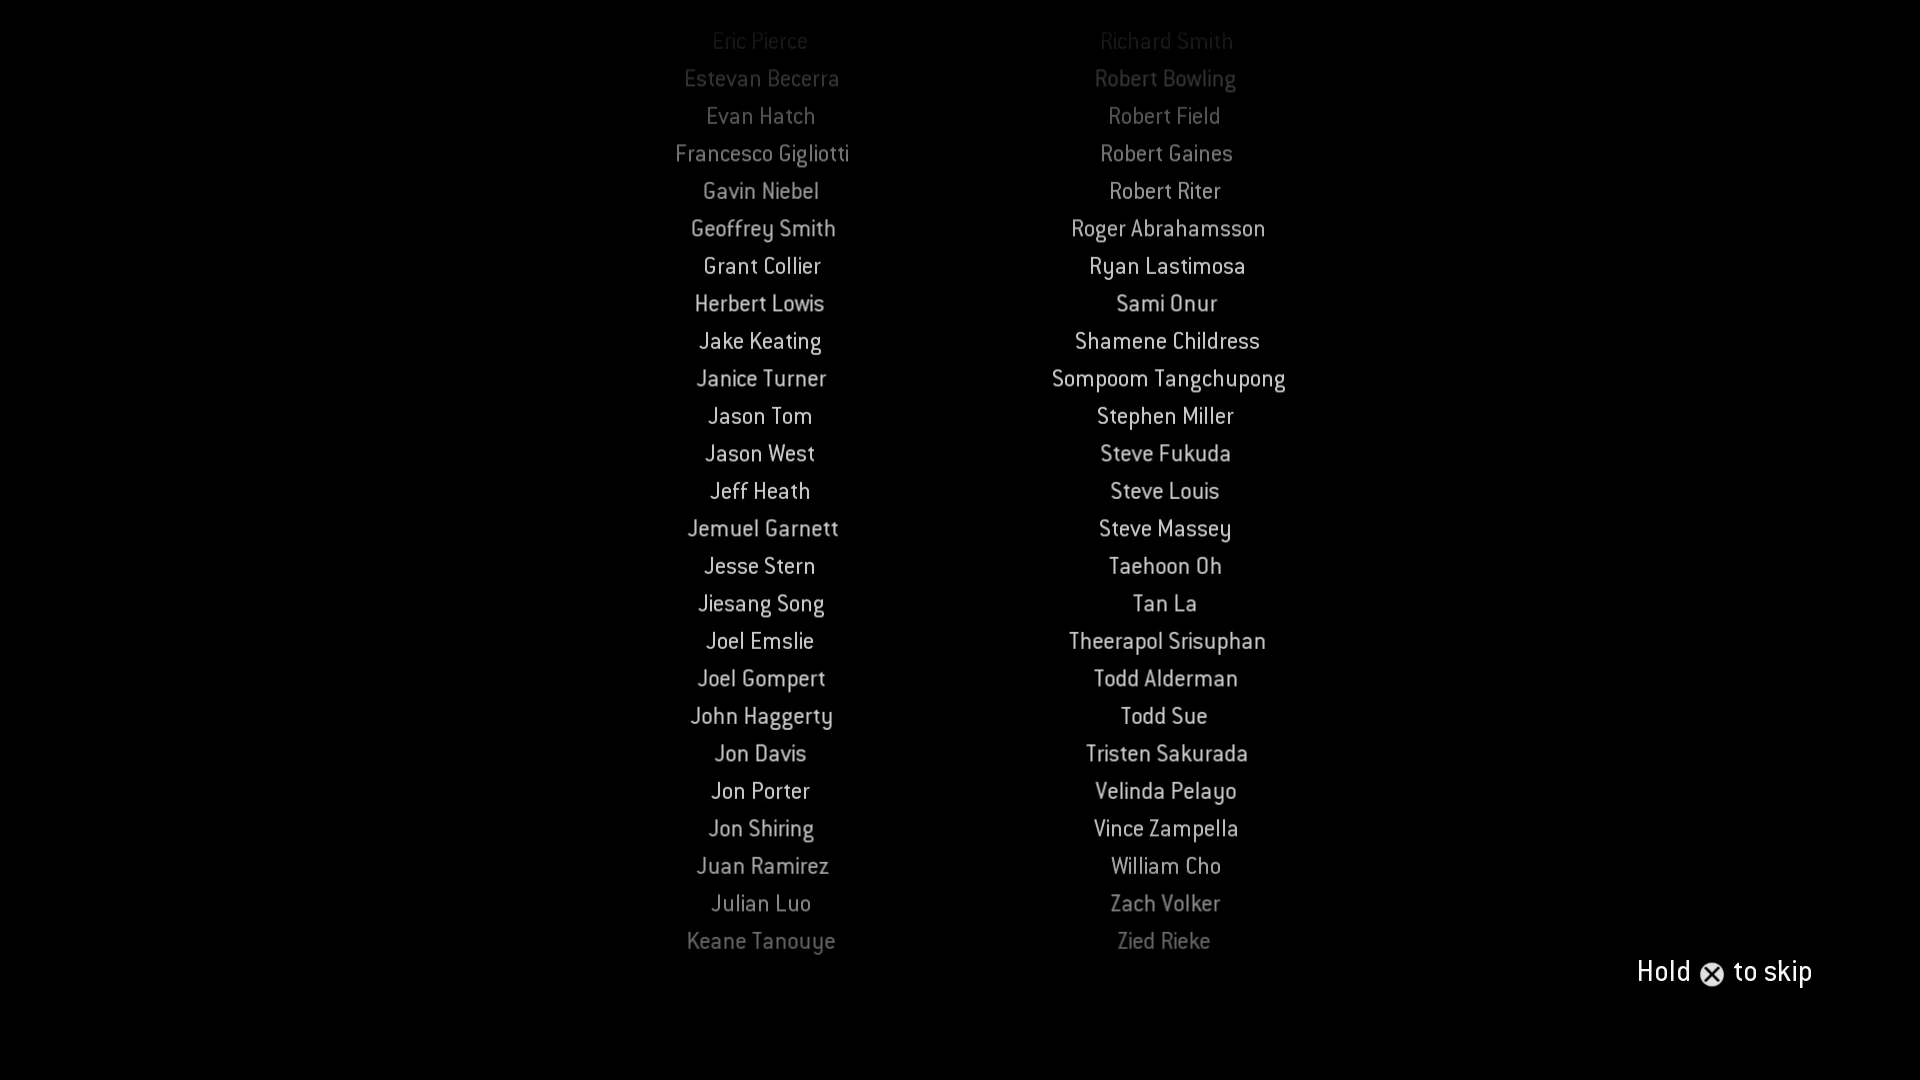 Eric Pierce
Estevan Becerra
Evan Hatch
Francesco Gigliotti
Gavin Niebel
Geoffrey Smith
Grant Collier
Herbert Lowis
Jake Keating
Janice Turner
Jason Tom
Jason West
Jeff Heath
Jemuel Garnett
Jesse Stern
Jiesang Song
Joel Emslie
Joel Gompert
John Haggerty
Jon Davis
Jon Porter
Jon Shiring
Juan Ramirez
Julian Luo
Keane Tanouye
Richard Smith
Robert Bowling
Robert Field
Robert Gaines
Robert Riter
Roger Abrahamsson
Ryan Lastimosa
Sami Onur
Shamene Childress
Sompoom Tangchupong
Stephen Miller
Steve Fukuda
Steve Louis
Steve Massey
Taehoon Oh
Tan La
Theerapol Srisuphan
Todd Alderman
Todd Sue
Tristen Sakurada
Velinda Pelayo
Vince Zampella
William Cho
Zach Volker
Zied Rieke
Hold ⊗ to skip